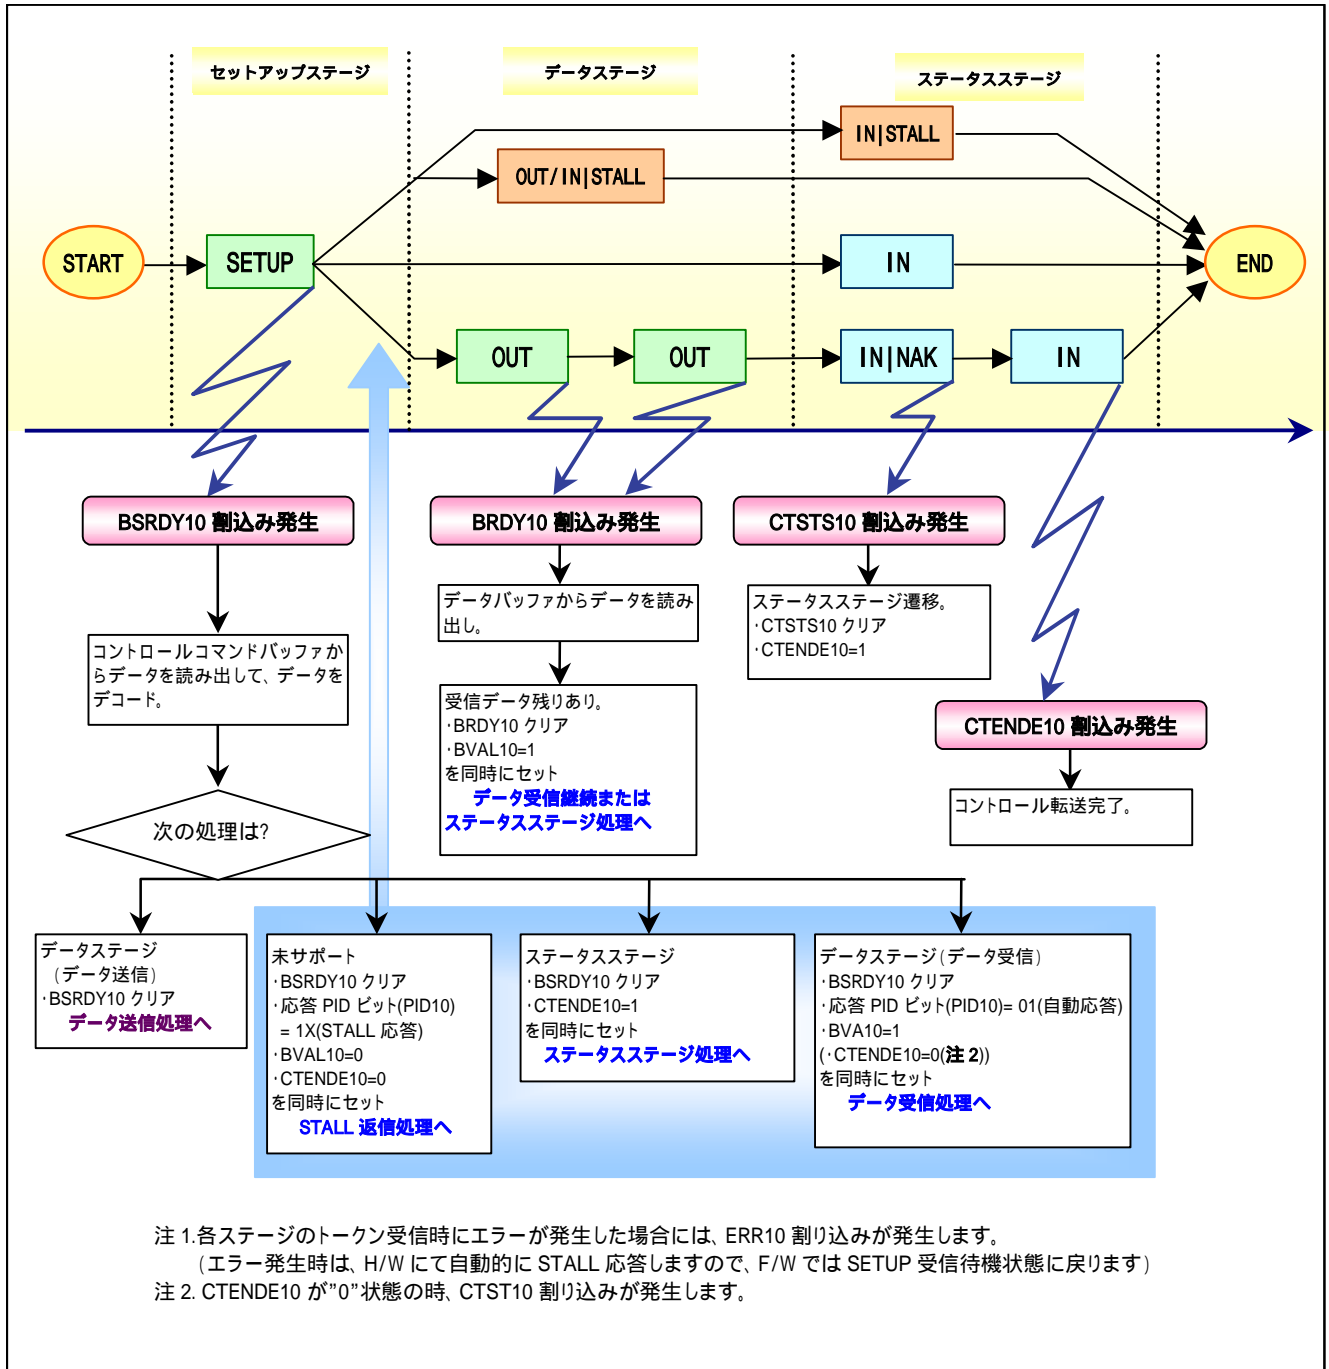 セットアップステージ
データステージ
ステータスステージ
IN|STALL
OUT/IN|STALL
START
SETUP
IN
END
OUT
OUT
IN|NAK
IN
BSRDY10 割込み発生
BRDY10 割込み発生
CTSTS10 割込み発生
データバッファからデータを読み
出し。
ステータスステージ遷移。
・CTSTS10 クリア
・CTENDE10=1
コントロールコマンドバッファか
らデータを読み出して、データを
デコード。
受信データ残りあり。
・BRDY10 クリア
・BVAL10=1
を同時にセット
データ受信継続または
ステータスステージ処理へ
CTENDE10 割込み発生
コントロール転送完了。
次の処理は?
データステージ
(データ送信)
・BSRDY10 クリア
データ送信処理へ
未サポート
・BSRDY10 クリア
・応答 PID ビット(PID10)
= 1X(STALL 応答)
・BVAL10=0
・CTENDE10=0
を同時にセット
STALL 返信処理へ
ステータスステージ
・BSRDY10 クリア
・CTENDE10=1
を同時にセット
ステータスステージ処理へ
データステージ(データ受信)
・BSRDY10 クリア
・応答 PID ビット(PID10)= 01(自動応答)
・BVA10=1
(・CTENDE10=0(注 2))
を同時にセット
データ受信処理へ
注 1.各ステージのトークン受信時にエラーが発生した場合には、ERR10 割り込みが発生します。
(エラー発生時は、H/W にて自動的に STALL 応答しますので、F/W では SETUP 受信待機状態に戻ります)
注 2. CTENDE10 が"0"状態の時、CTST10 割り込みが発生します。